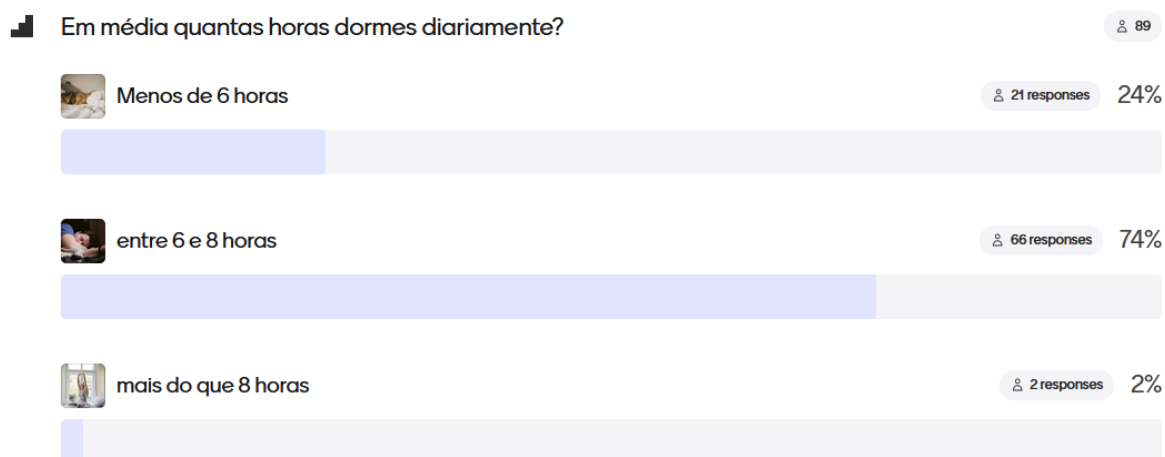 Em média quantas horas dormes diariamente?
89
Menos de 6 horas
21 responses
24%
entre 6 e 8 horas
66 responses
74%
mais do que 8 horas
2 responses
2%